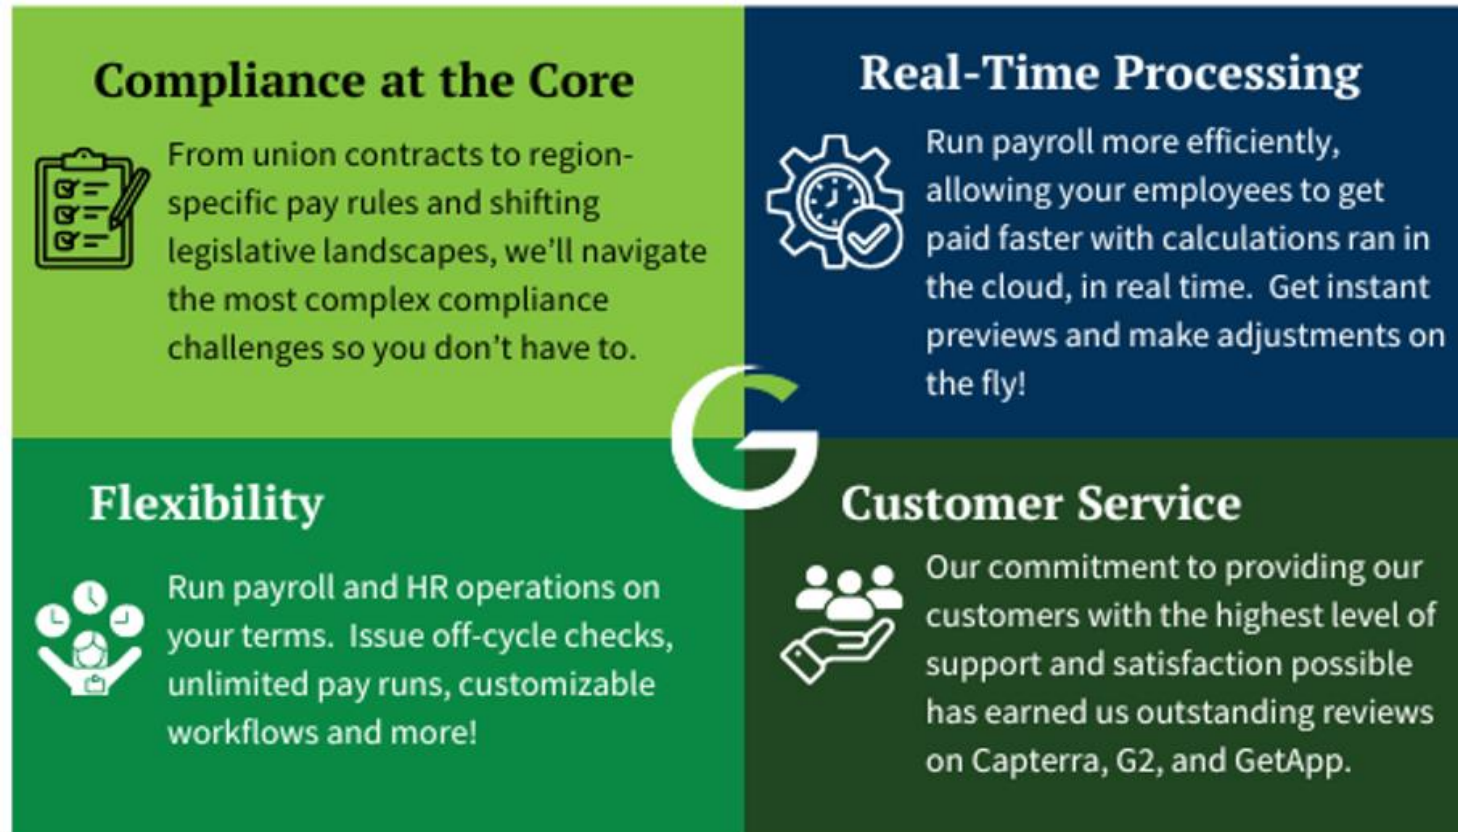 Compliance at the Core
From union contracts to region-
specific pay rules and shifting
legislative landscapes, we'll navigate
the most complex compliance
challenges so you don't have to.
Real-Time Processing
Run payroll more efficiently,
allowing your employees to get
paid faster with calculations ran in
the cloud, in real time.  Get instant
previews and make adjustments on
the fly!
G
Flexibility
Run payroll and HR operations on
your terms.  Issue off-cycle checks,
unlimited pay runs, customizable
workflows and more!
Customer Service
Our commitment to providing our
customers with the highest level of
support and satisfaction possible
has earned us outstanding reviews
on Capterra, G2, and GetApp.